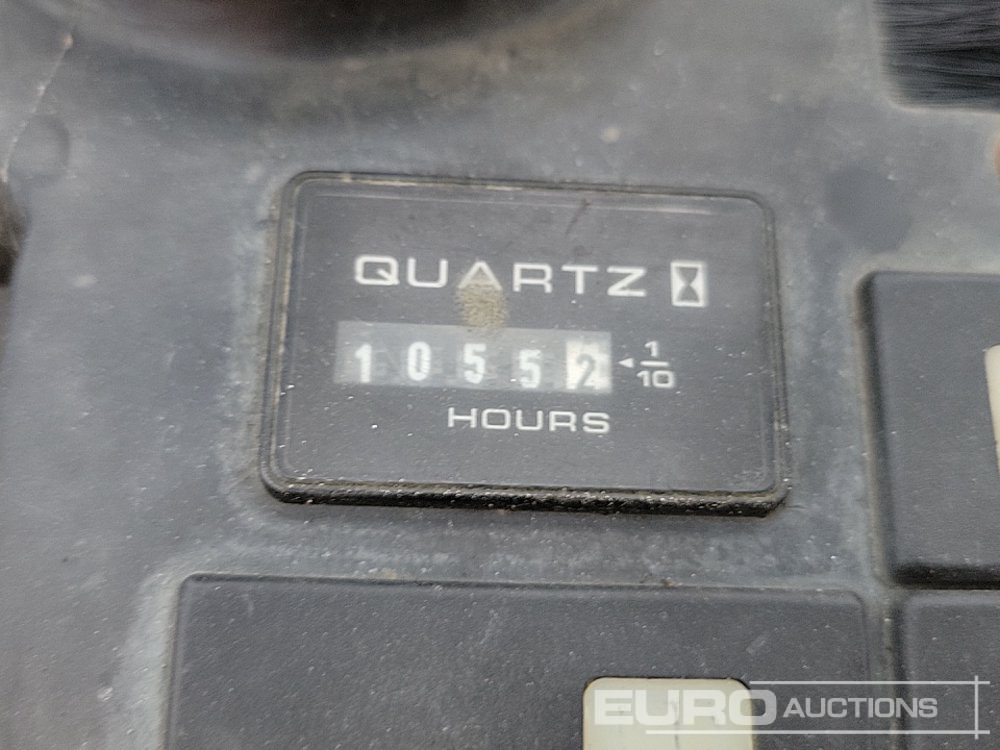 QUARTZ
10552 1/10
HOURS
EURO AUCTIONS